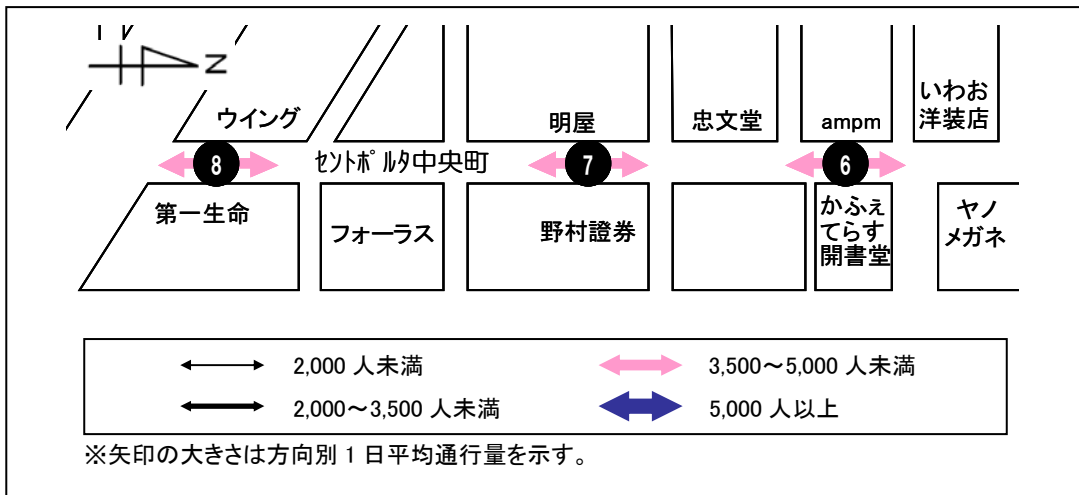 N
ウイング
明屋
忠文堂
ampm
いわお
洋装店
8
セントポルタ中央町
7
6
第一生命
フォーラス
野村證券
かふぇ
てらす
開書堂
ヤノ
メガネ
2,000 人未満
3,500～5,000 人未満
2,000～3,500 人未満
5,000 人以上
※矢印の大きさは方向別 1 日平均通行量を示す。